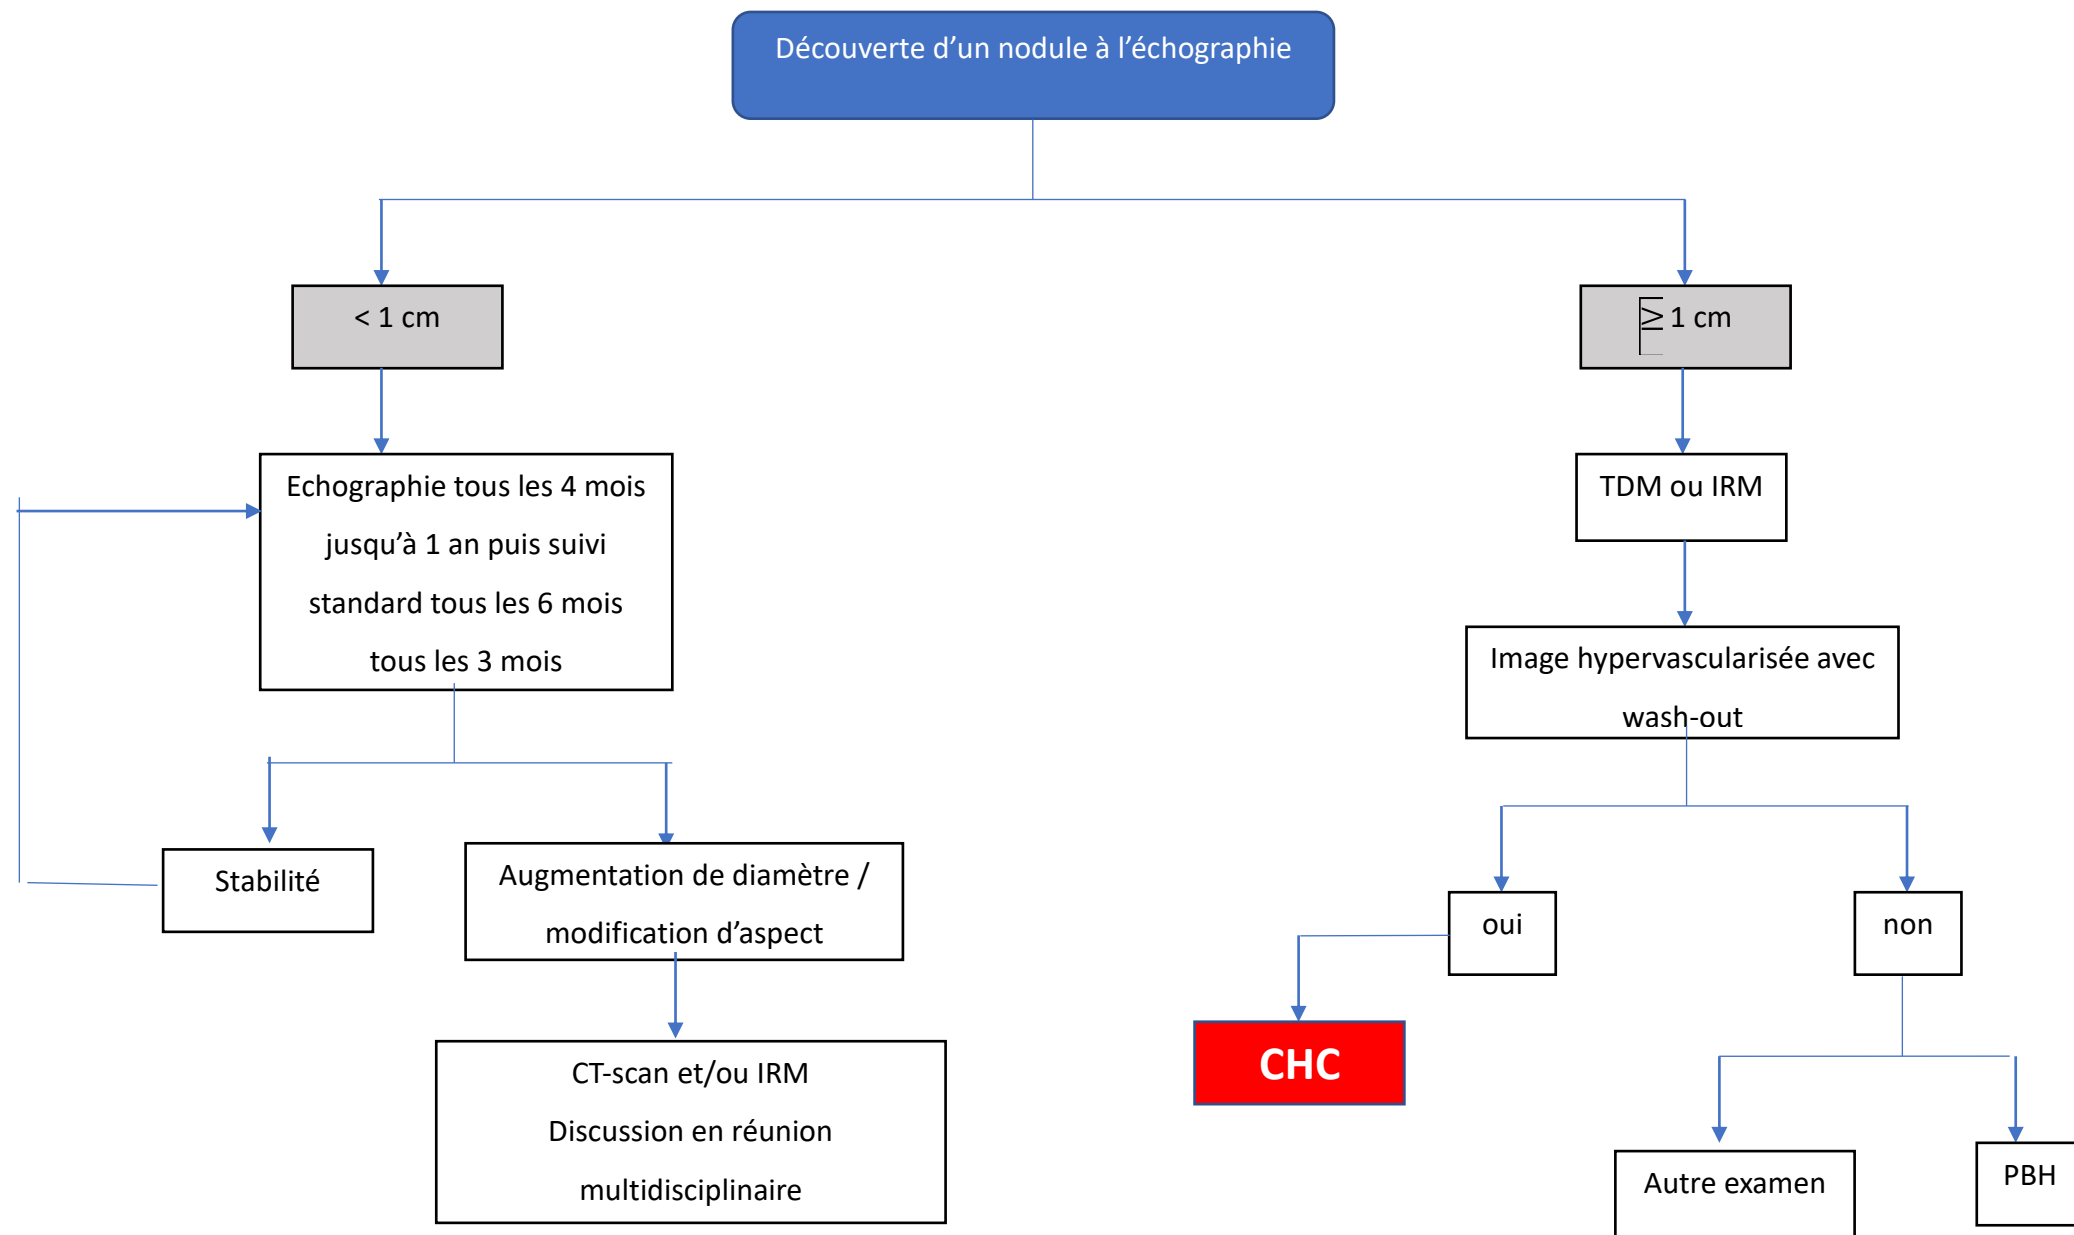 Découverte d’un nodule à l’échographie
< 1 cm
≥ 1 cm
Echographie tous les 4 mois
jusqu’à 1 an puis suivi
standard tous les 6 mois
tous les 3 mois
TDM ou IRM
Image hypervascularisée avec
wash-out
Stabilité
Augmentation de diamètre /
modification d’aspect
oui
non
CT-scan et/ou IRM
Discussion en réunion
multidisciplinaire
CHC
Autre examen
PBH